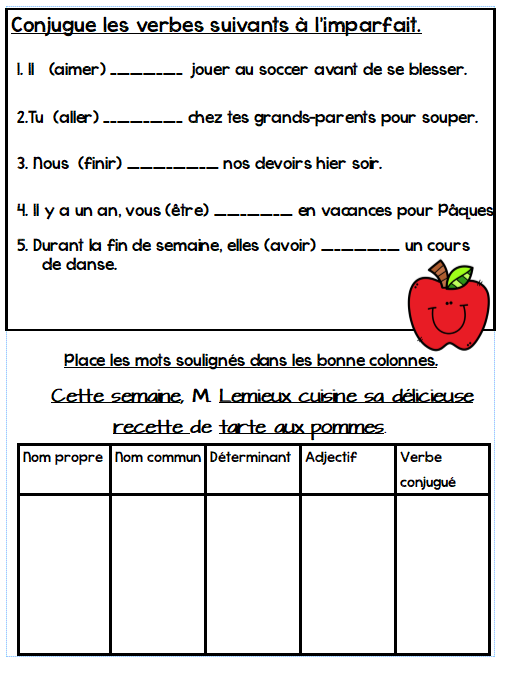 Conjugue les verbes suivants à l'imparfait.
1. Il (aimer) __________ jouer au soccer avant de se blesser.
2.Tu (aller) ___________ chez tes grands-parents pour souper.
3. Nous (finir) ____________ nos devoirs hier soir.
4. Il y a un an, vous (être) ___________ en vacances pour Pâques
5. Durant la fin de semaine, elles (avoir) ___________ un cours
de danse.
Place les mots soulignés dans les bonne colonnes.
Cette semaine, M. Lemieux cuisine sa délicieuse
recette de tarte aux pommes.
Nom propre Nom commun Déterminant Adjectif Verbe
conjugué